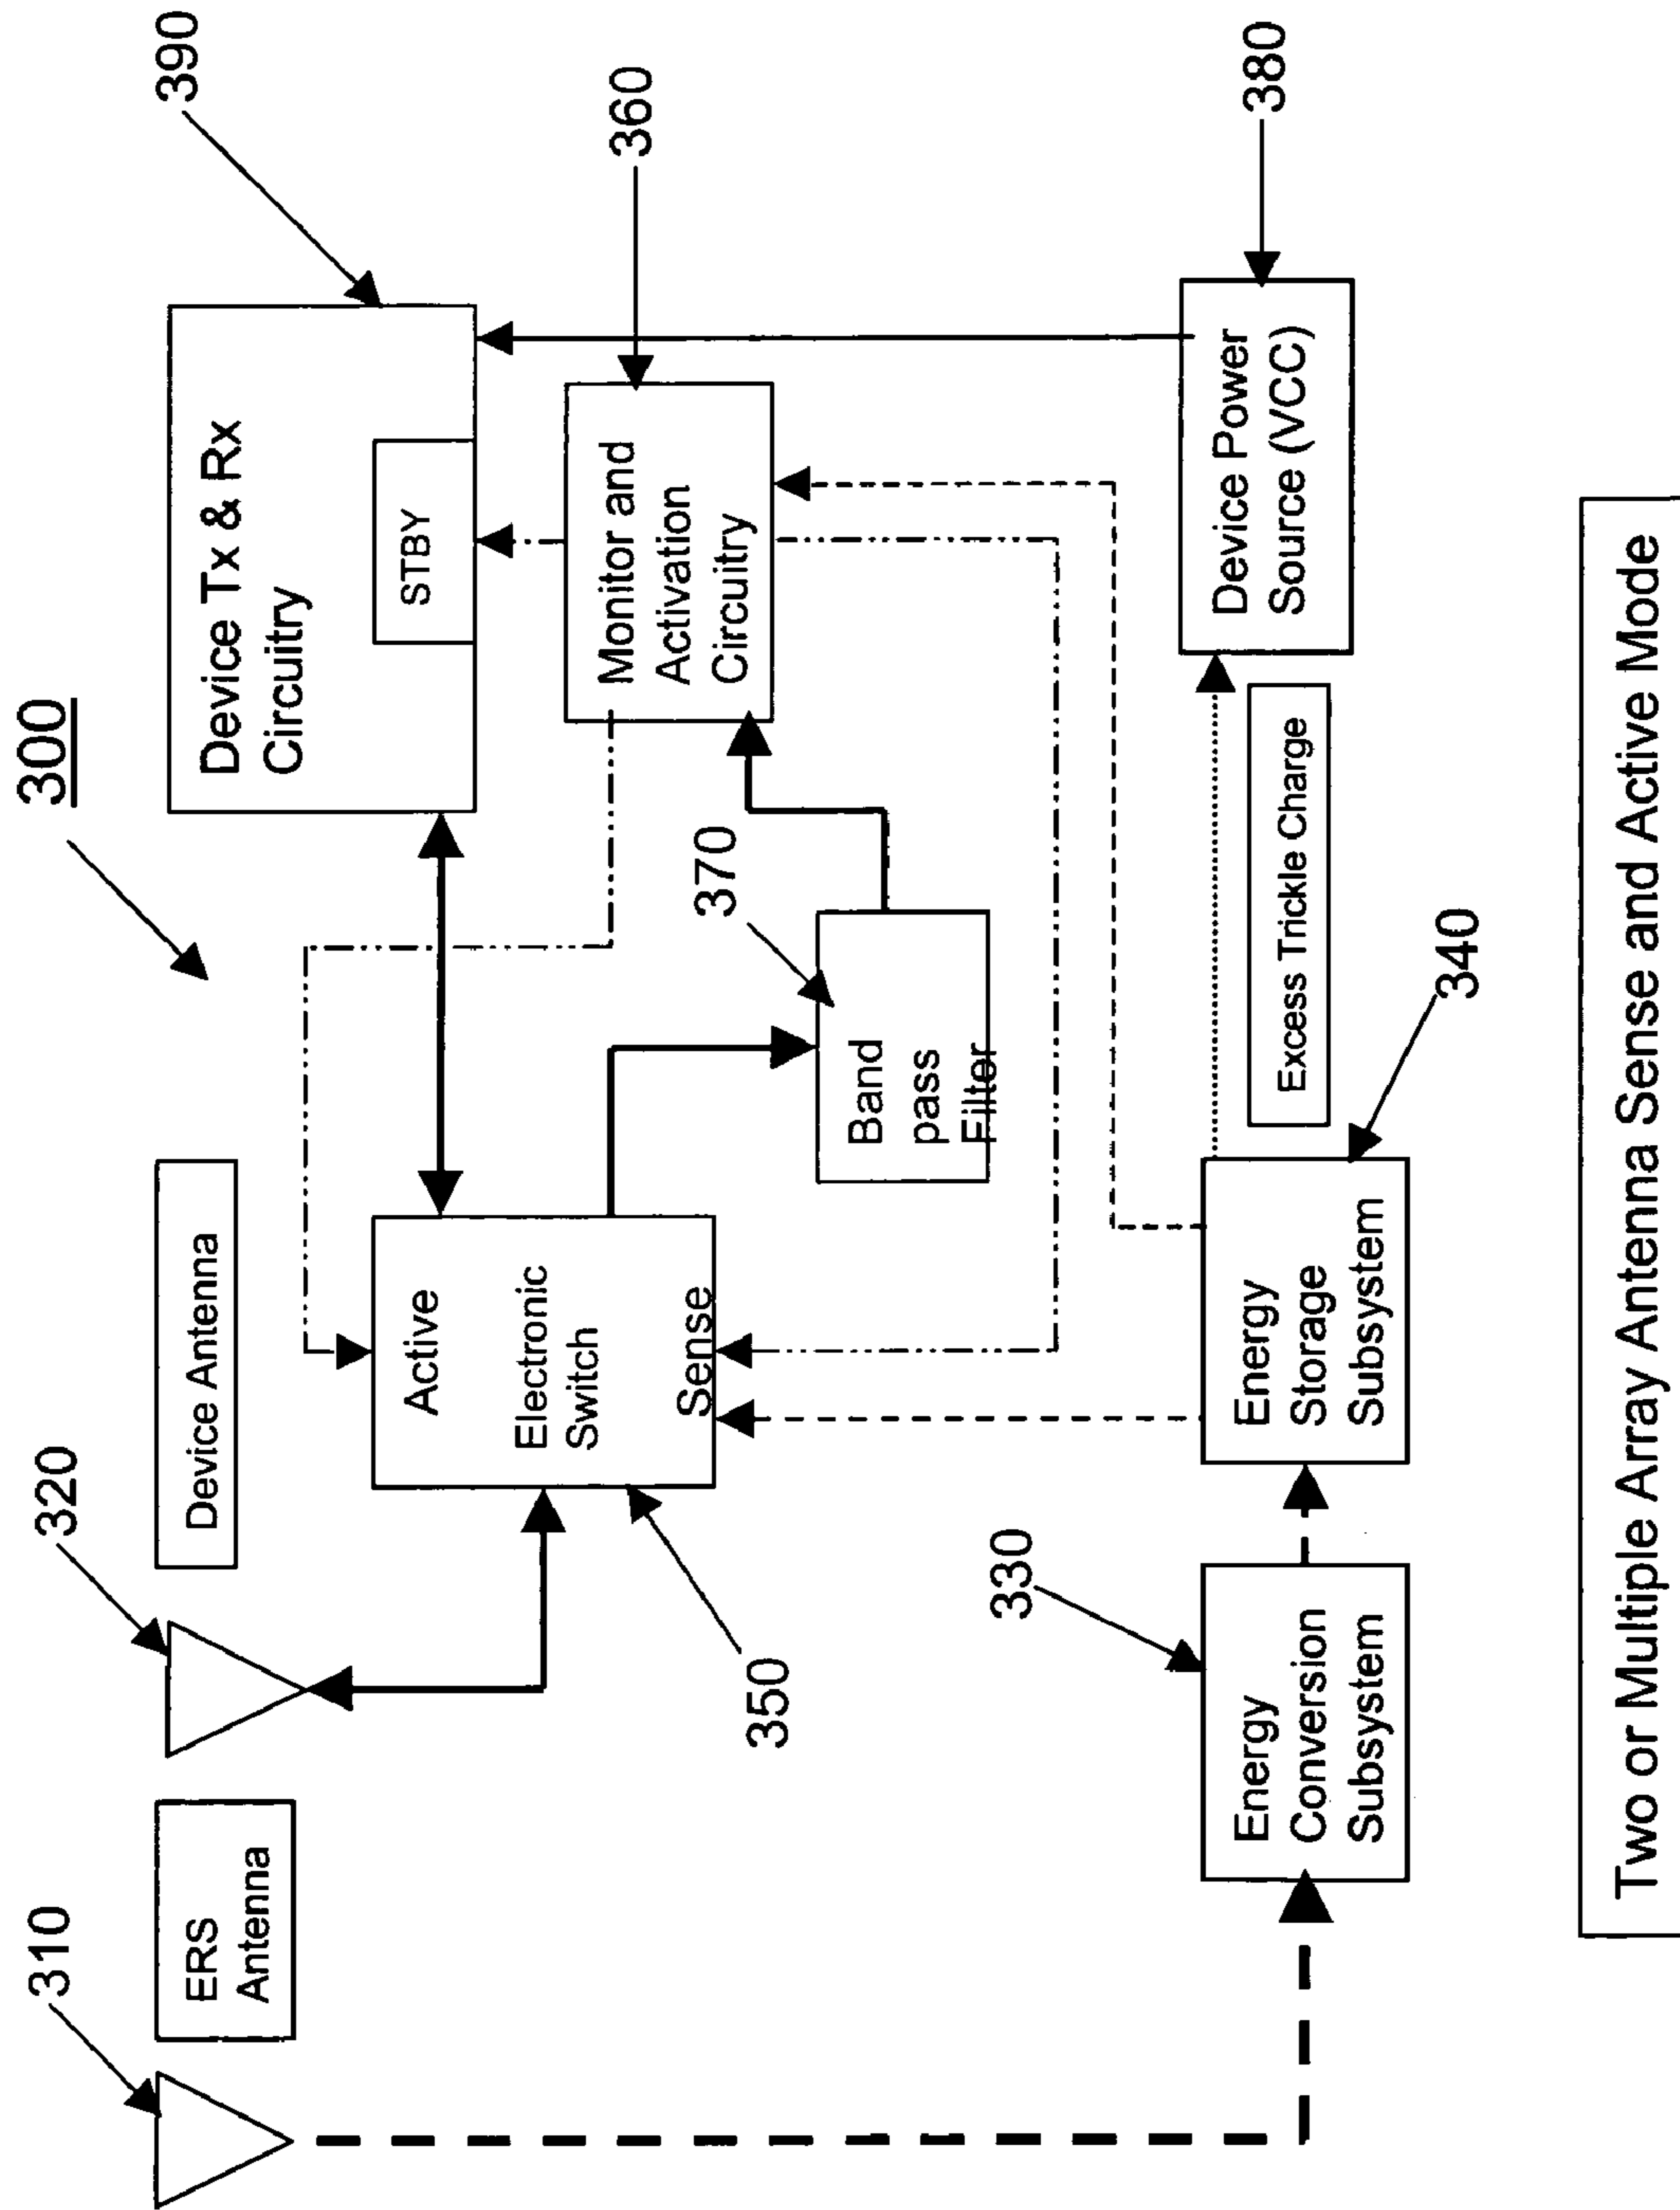 300
310
ERS
Antenna
320
Device Antenna
390
Device Tx & Rx
Circuitry
STBY
Active
Electronic
Switch
Sense
350
360
Monitor and
Activation
Circuitry
370
Band
pass
Filter
330
Energy
Conversion
Subsystem
340
Energy
Storage
Subsystem
Excess Trickle Charge
380
Device Power
Source (VCC)
Two or Multiple Array Antenna Sense and Active Mode